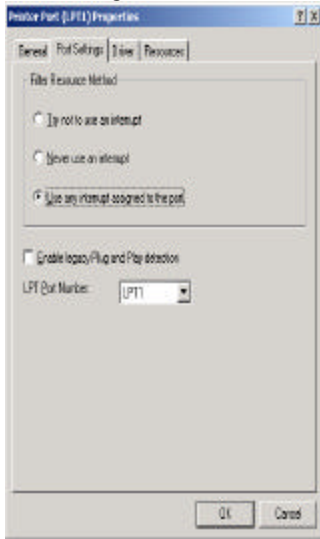 Printer Port (LPT1) Properties
General Port Settings Driver Resources
Filter Resource Method
Try not to use an interrupt
Never use an interrupt
Use any interrupt assigned to the port
Enable legacy Plug and Play detection
LPT Port Number: LPT1
OK Cancel